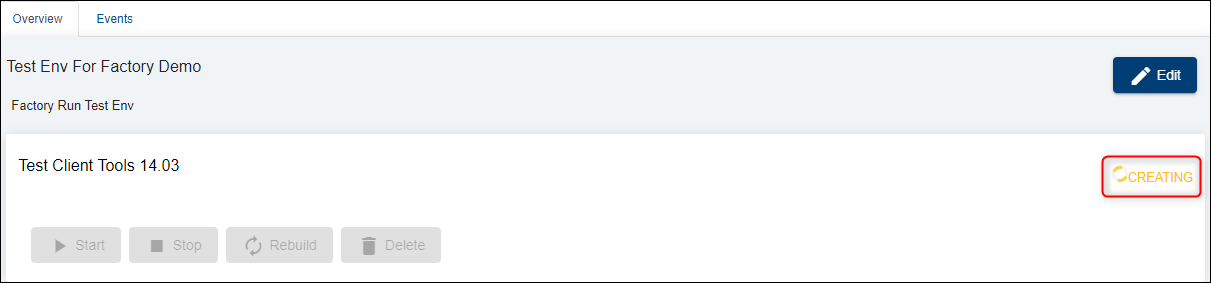 Overview Events
Test Env For Factory Demo
Edit
Factory Run Test Env
Test Client Tools 14.03
CREATING
Start Stop Rebuild Delete